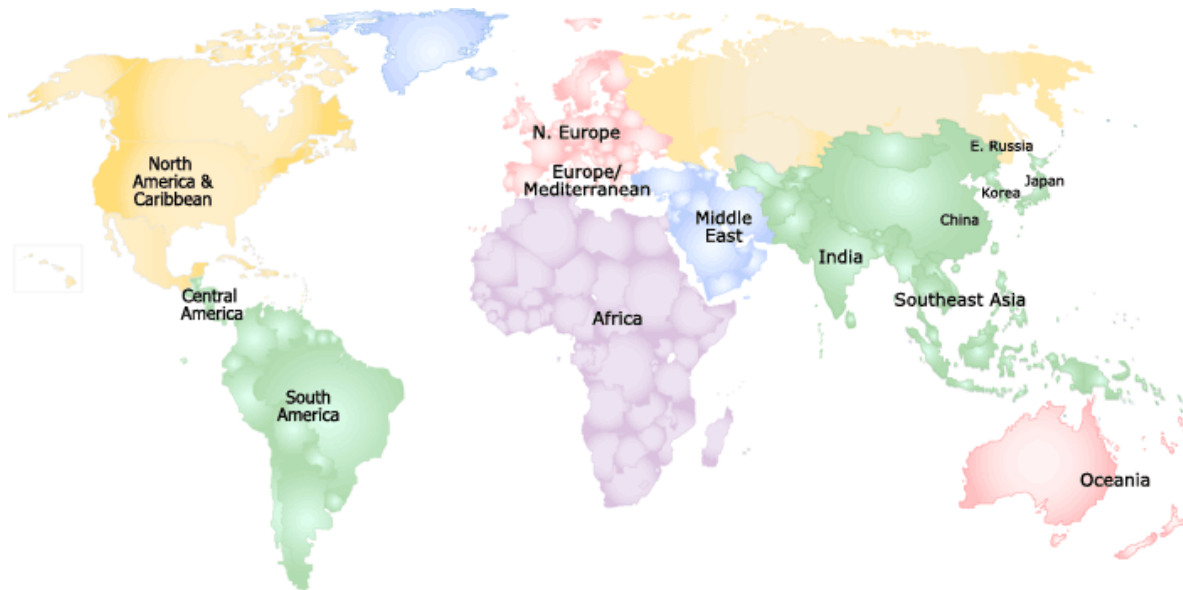 North
America &
Caribbean
Central
America
South
America
N. Europe
Europe/
Mediterranean
Middle
East
Africa
India
Southeast Asia
China
Korea
Japan
E. Russia
Oceania